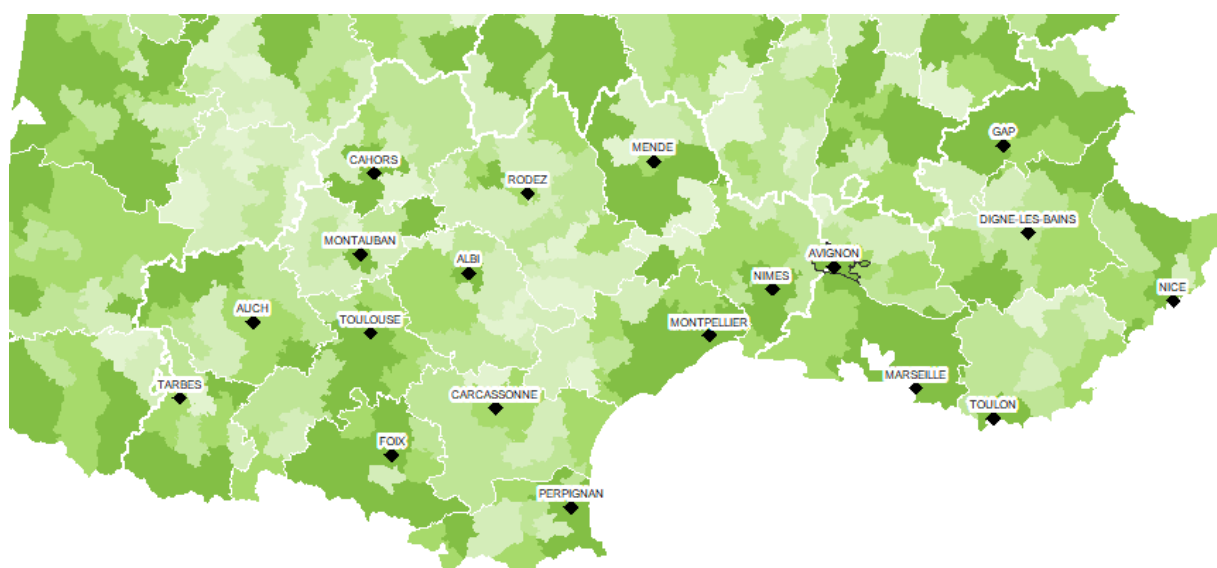 GAP
MENDE
CAHORS
RODEZ
DIGNE-LES-BAINS
MONTAUBAN
AVIGNON
ALBI
NIMES
NICE
AUCH
TOULOUSE
MONTPELLIER
MARSEILLE
TARBES
CARCASSONNE
TOULON
FOIX
PERPIGNAN